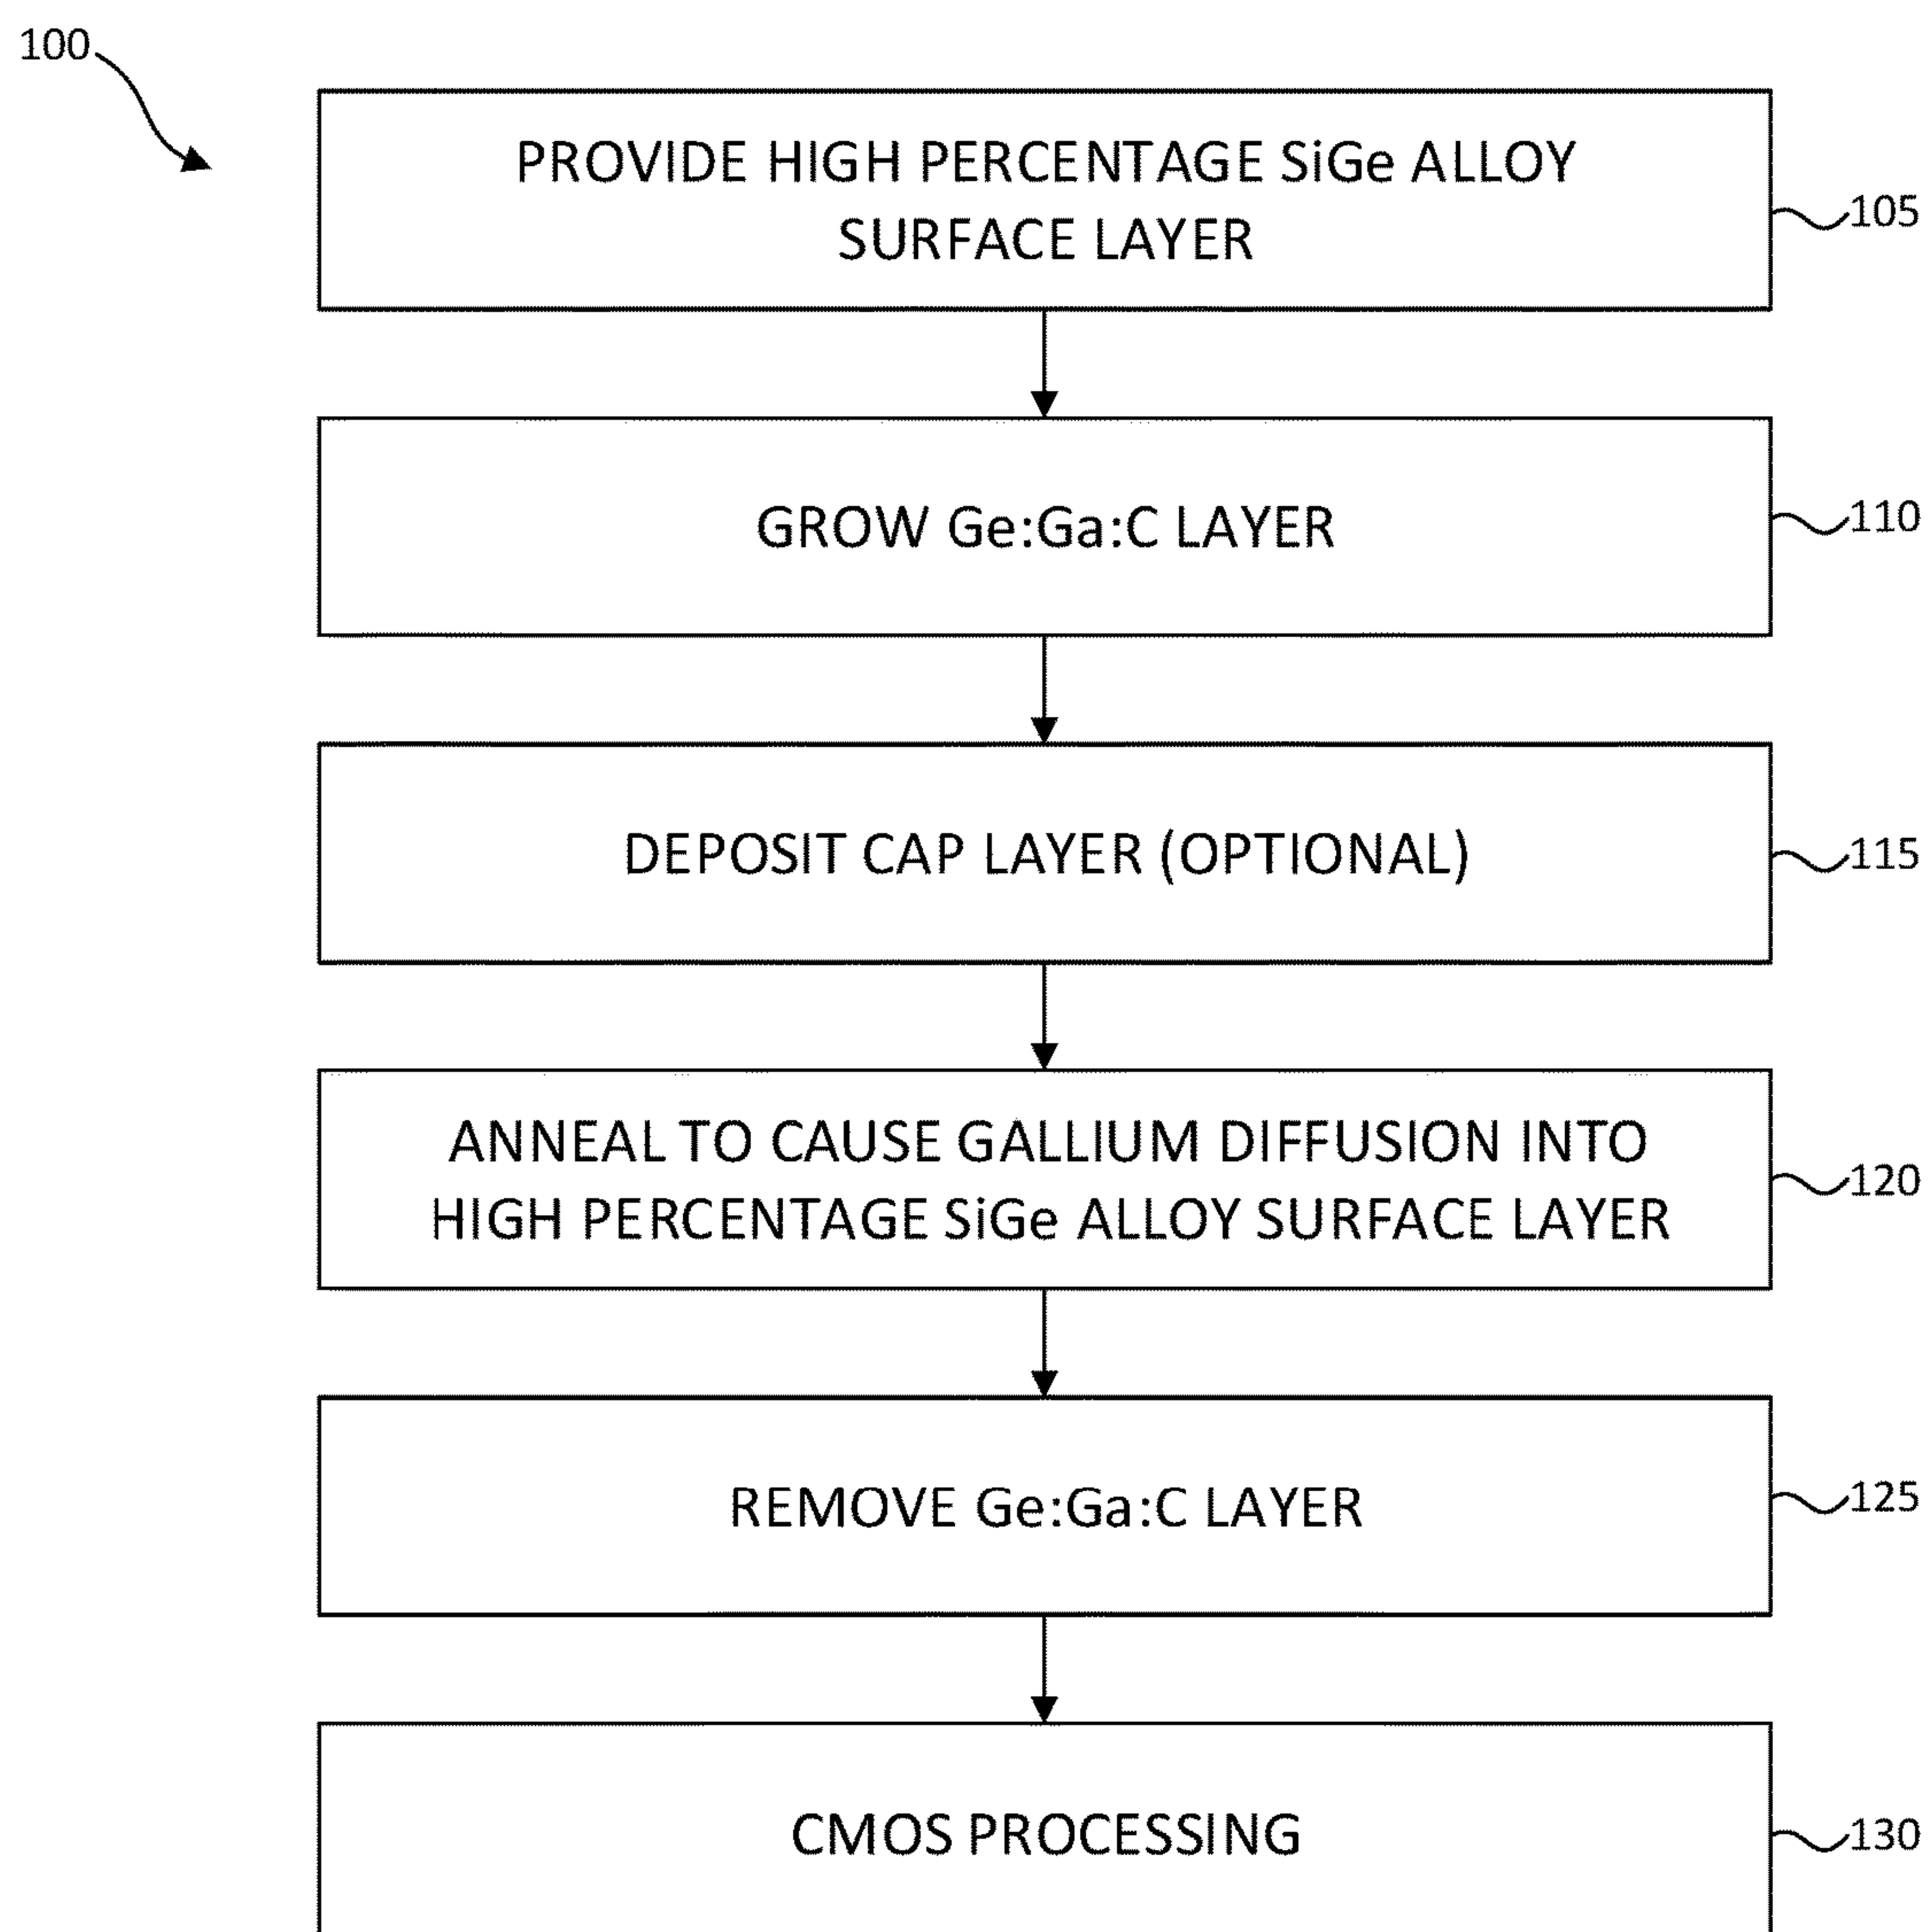 100
PROVIDE HIGH PERCENTAGE SiGe ALLOY
SURFACE LAYER
105
GROW Ge:Ga:C LAYER
110
DEPOSIT CAP LAYER (OPTIONAL)
115
ANNEAL TO CAUSE GALLIUM DIFFUSION INTO
HIGH PERCENTAGE SiGe ALLOY SURFACE LAYER
120
REMOVE Ge:Ga:C LAYER
125
CMOS PROCESSING
130